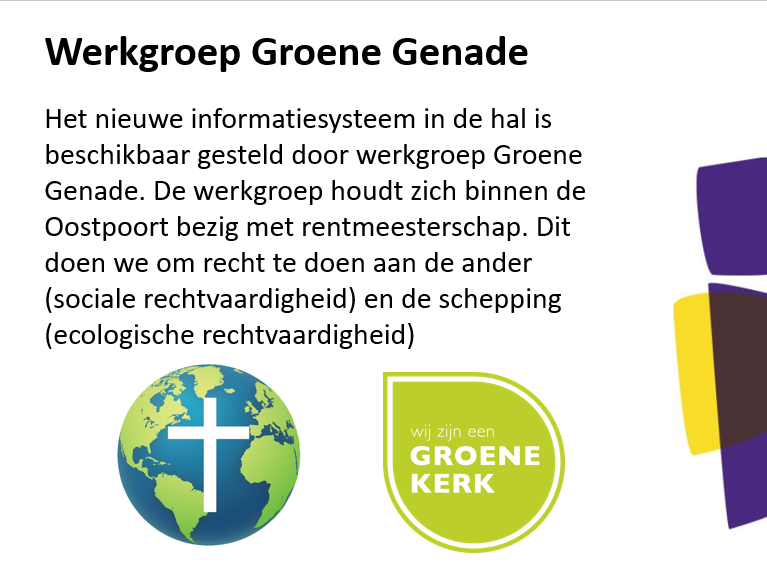 Werkgroep Groene Genade
Het nieuwe informatiesysteem in de hal is
beschikbaar gesteld door werkgroep Groene
Genade. De werkgroep houdt zich binnen de
Oostpoort bezig met rentmeesterschap. Dit
doen we om recht te doen aan de ander
(sociale rechtvaardigheid) en de schepping
(ecologische rechtvaardigheid)
wij zijn een
GROENE
KERK